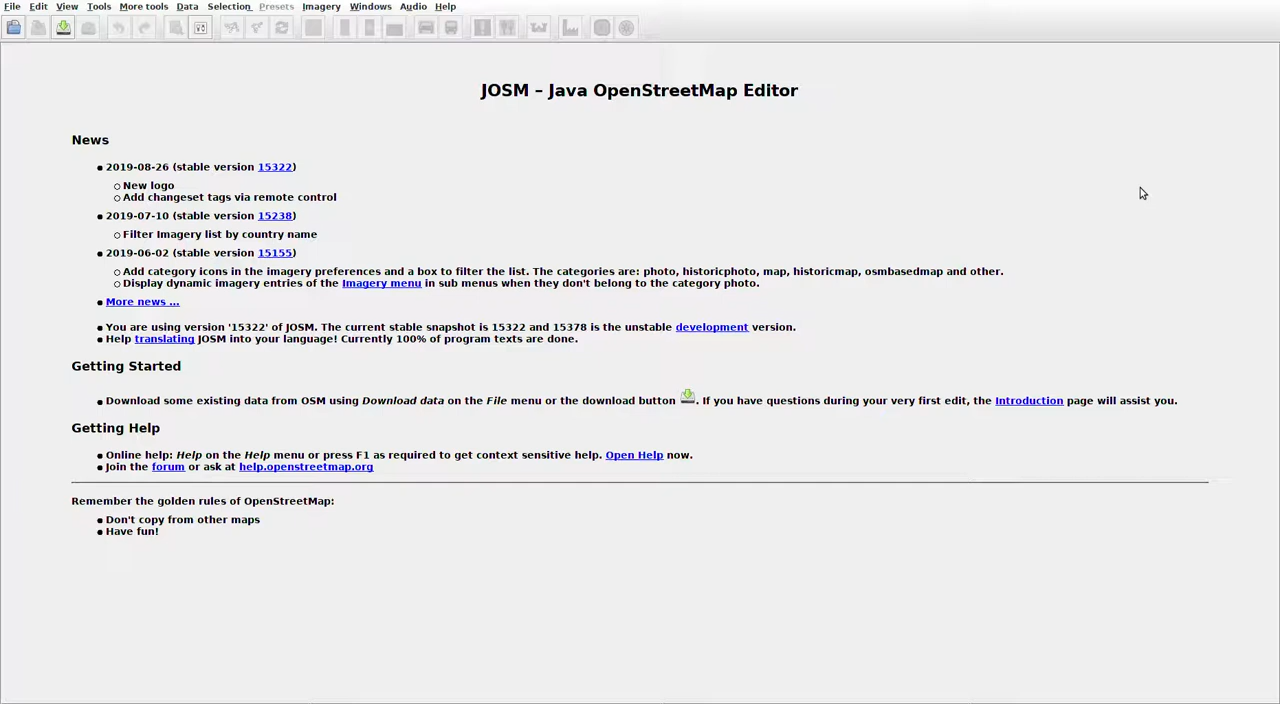 File Edit View Tools More tools Data Selection Presets Imagery Windows Audio Help
JOSM – Java OpenStreetMap Editor
News
2019-08-26 (stable version 15322)
New logo
Add changeset tags via remote control
2019-07-10 (stable version 15238)
Filter Imagery list by country name
2019-06-02 (stable version 15155)
Add category icons in the imagery preferences and a box to filter the list. The categories are: photo, historicphoto, map, historicmap, osmbasedmap and other.
Display dynamic imagery entries of the Imagery menu in sub menus when they don't belong to the category photo.
More news ...
You are using version '15322' of JOSM. The current stable snapshot is 15322 and 15378 is the unstable development version.
Help translating JOSM into your language! Currently 100% of program texts are done.
Getting Started
Download some existing data from OSM using Download data on the File menu or the download button . If you have questions during your very first edit, the Introduction page will assist you.
Getting Help
Online help: Help on the Help menu or press F1 as required to get context sensitive help. Open Help now.
Join the forum or ask at help.openstreetmap.org
Remember the golden rules of OpenStreetMap:
Don't copy from other maps
Have fun!